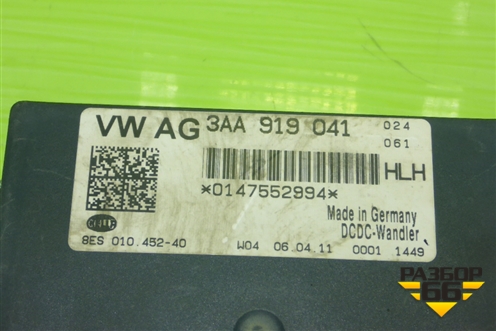 VW AG 3AA 919 041 024
061
HLH
*0147552994*
Made in Germany
DCDC-Wandler
HELLA
8ES 010.452-40 W04 06.04.11 0001 1449
РАЗБОР
66